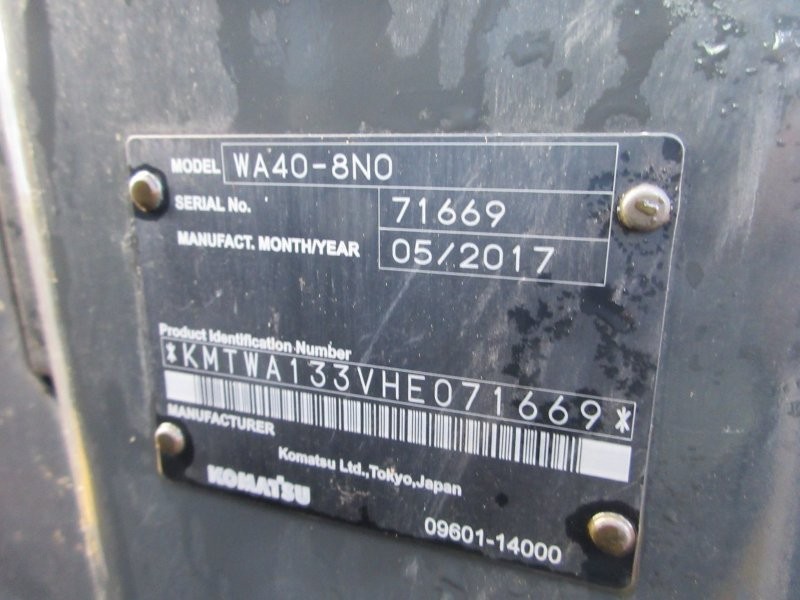 MODEL WA40-8N0
SERIAL No. 71669
MANUFACT. MONTH/YEAR 05/2017
Product Identification Number
*KMTWA133VHE071669*
MANUFACTURER
Komatsu Ltd.,Tokyo,Japan
KOMATSU
09601-14000